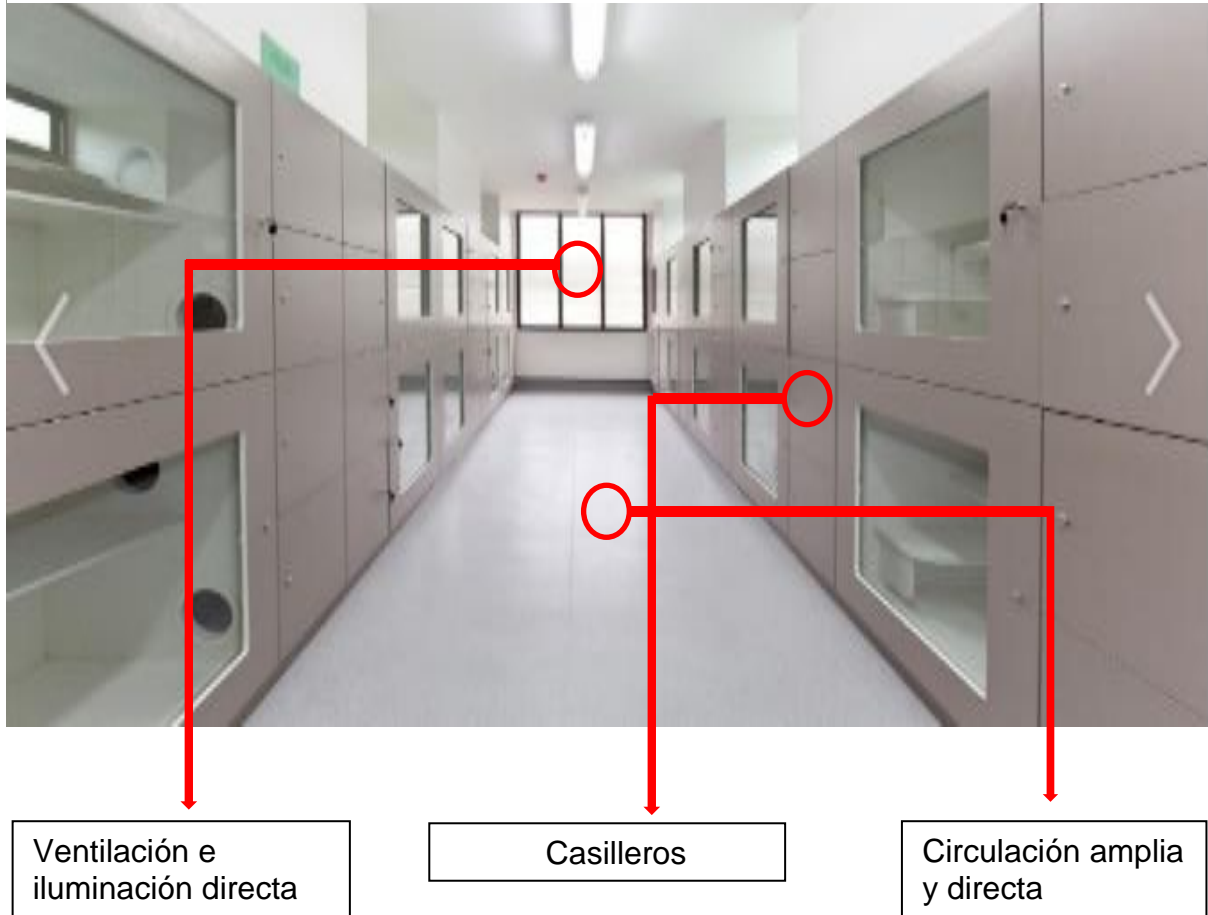 Ventilación e
iluminación directa
Casilleros
Circulación amplia
y directa